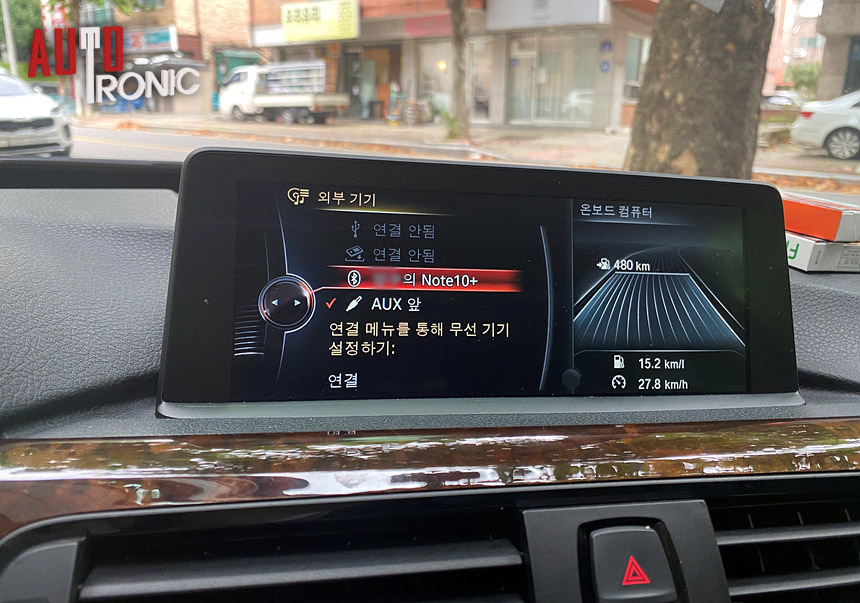 AUTO
TRONIC
외부 기기
연결 안됨
연결 안됨
의 Note10+
AUX 앞
연결 메뉴를 통해 무선 기기
설정하기:
연결
온보드 컴퓨터
480 km
15.2 km/l
27.8 km/h